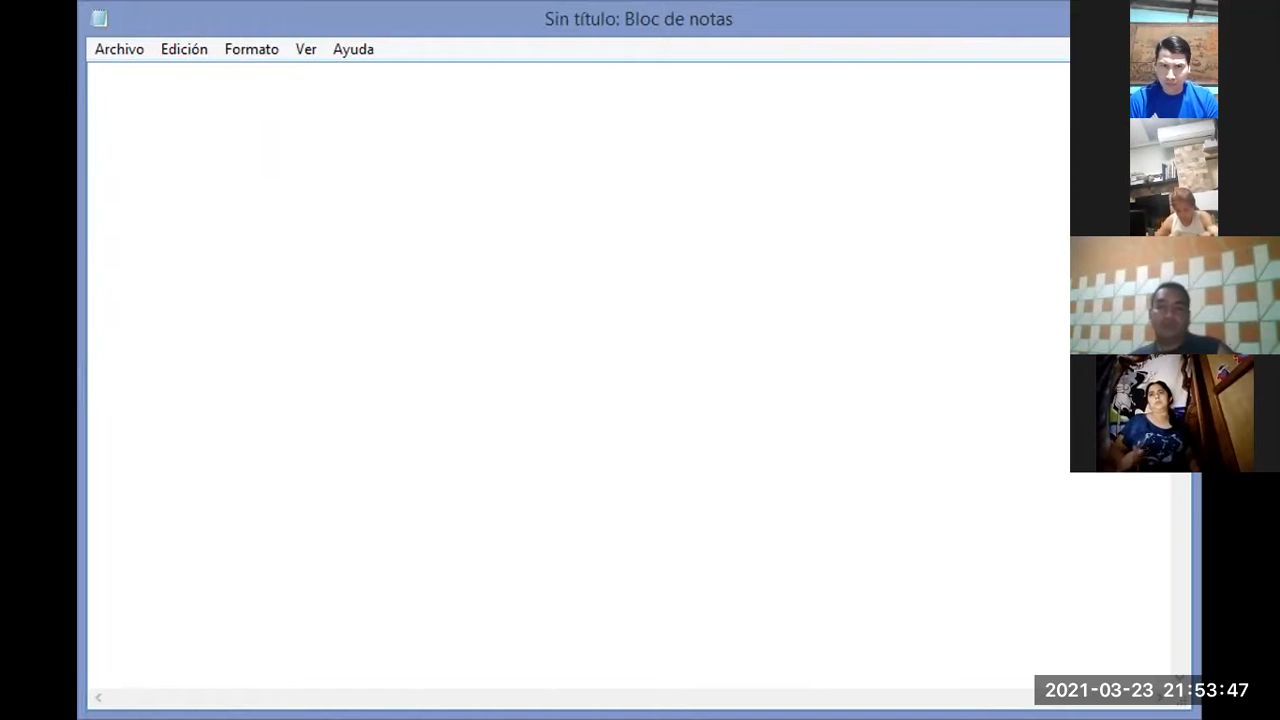 Sin título: Bloc de notas
Archivo Edición Formato Ver Ayuda
2021-03-23 21:53:47